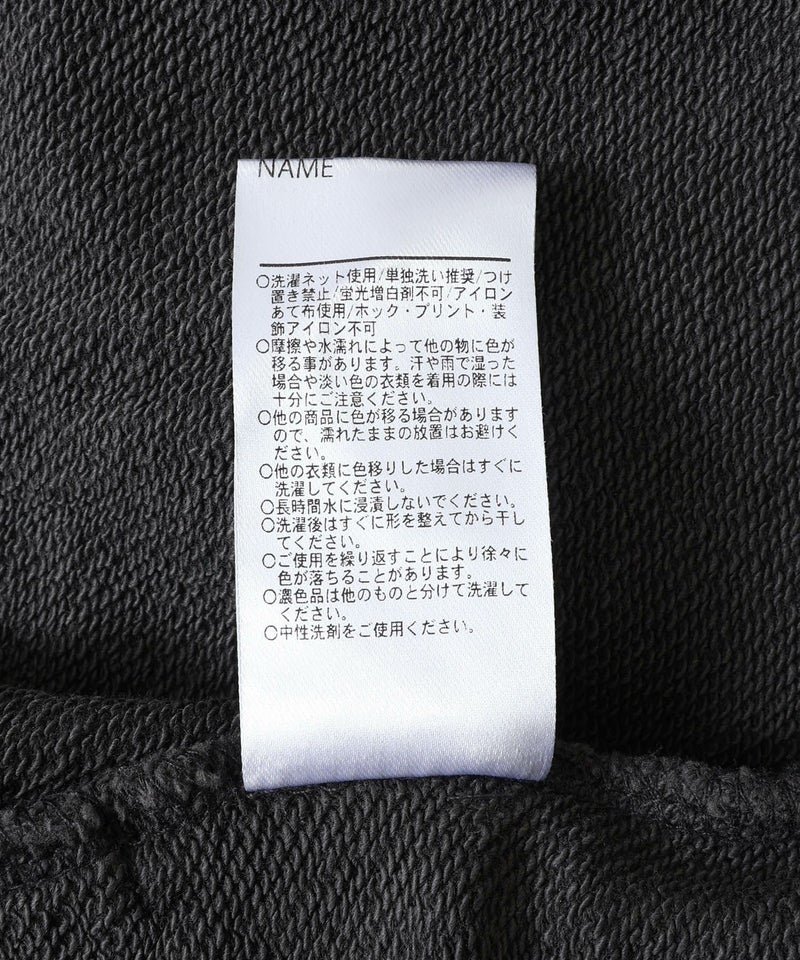 NAME
○洗濯ネット使用/単独洗い推奨/つけ
置き禁止/蛍光増白剤不可/アイロン
あて布使用/ホック・プリント・装
飾アイロン不可
○摩擦や水濡れによって他の物に色が
移る事があります。汗や雨で湿った
場合や淡い色の衣類を着用の際には
十分にご注意ください。
○他の商品に色が移る場合があります
ので、濡れたままの放置はお避けく
ださい。
○他の衣類に色移りした場合はすぐに
洗濯してください。
○長時間水に浸漬しないでください。
○洗濯後はすぐに形を整えてから干し
てください。
○ご使用を繰り返すことにより徐々に
色が落ちることがあります。
○濃色品は他のものと分けて洗濯して
ください。
○中性洗剤をご使用ください。